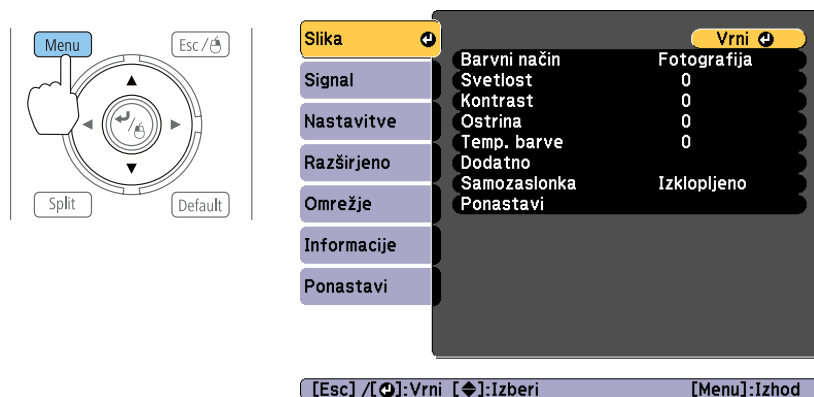 Menu
Esc /
Split
Default
Slika
Signal
Nastavitve
Razširjeno
Omrežje
Informacije
Ponastavi
Vrni
Barvni način Fotografija
Svetlost 0
Kontrast 0
Ostrina 0
Temp. barve 0
Dodatno
Samozaslonka Izklopljeno
Ponastavi
[Esc] /[ ]:Vrni [ ]:Izberi [Menu]:Izhod